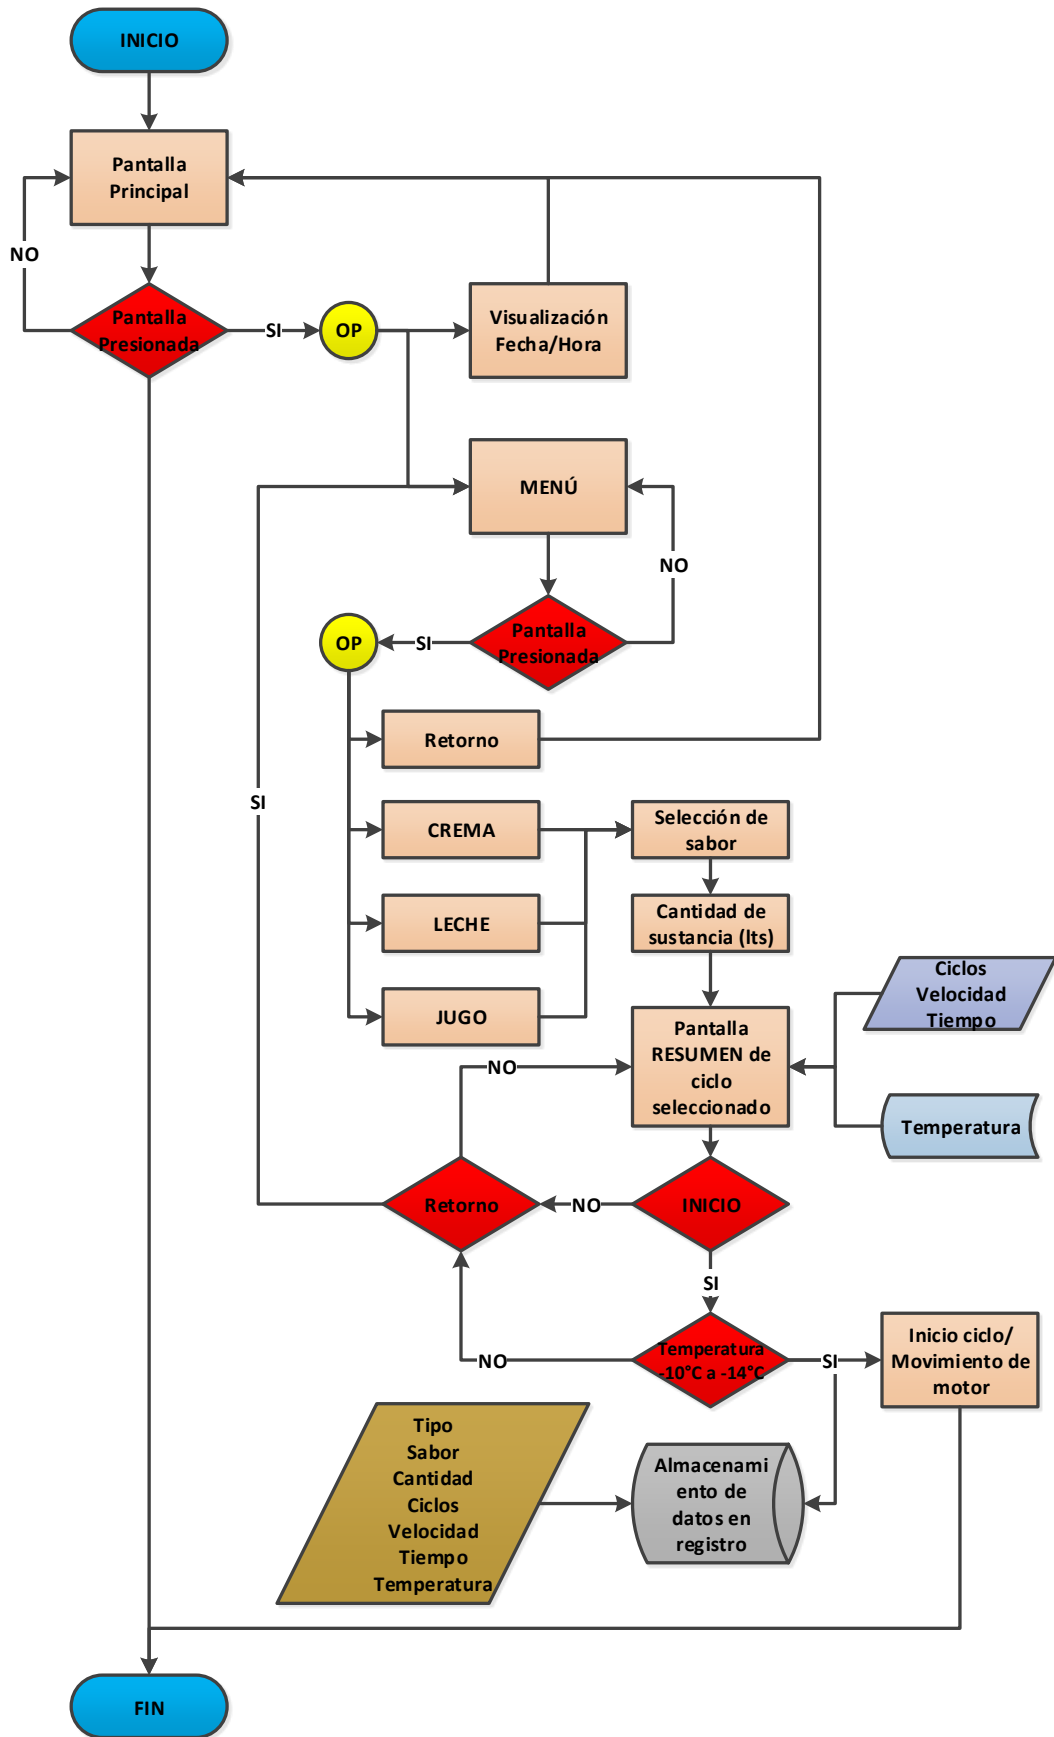 INICIO
Pantalla
Principal
NO
Pantalla
Presionada
SI
OP
Visualización
Fecha/Hora
MENÚ
NO
Pantalla
Presionada
SI
OP
Retorno
SI
CREMA
Selección de
sabor
LECHE
Cantidad de
sustancia (lts)
JUGO
Pantalla
RESUMEN de
ciclo
seleccionado
Ciclos
Velocidad
Tiempo
Temperatura
NO
Retorno
NO
INICIO
SI
NO
Temperatura
-10°C a -14°C
SI
Inicio ciclo/
Movimiento de
motor
Tipo
Sabor
Cantidad
Ciclos
Velocidad
Tiempo
Temperatura
Almacenami
ento de
datos en
registro
FIN